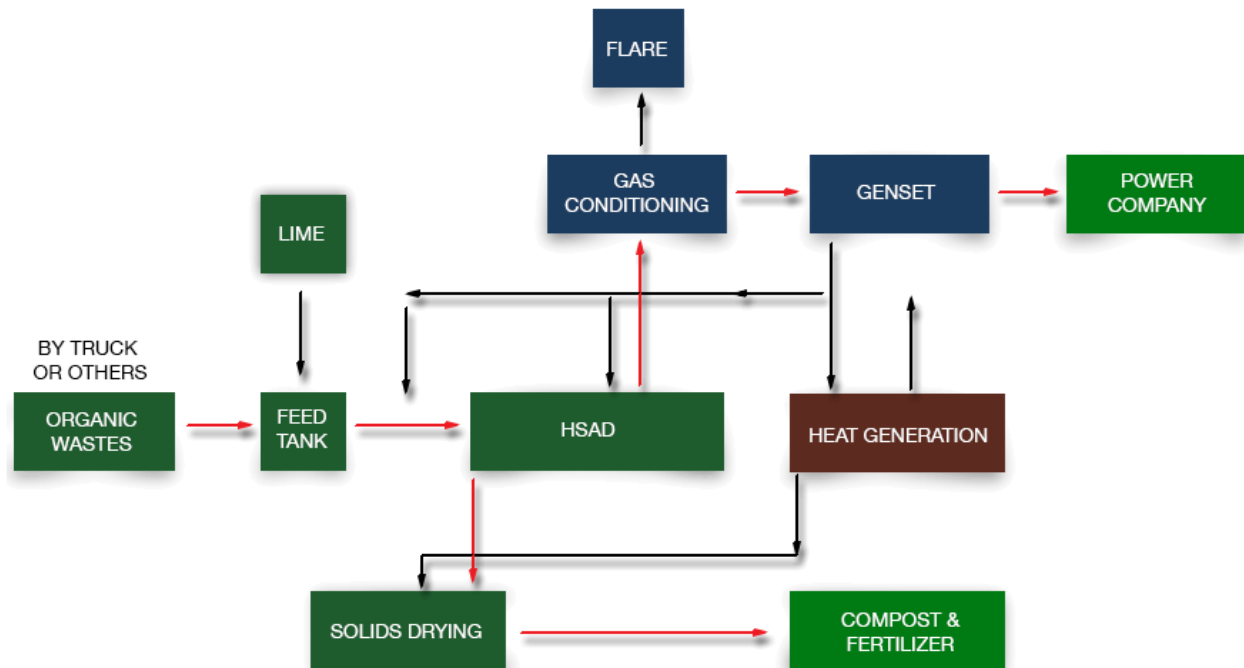 FLARE
GAS
CONDITIONING
GENSET
POWER
COMPANY
LIME
BY TRUCK
OR OTHERS
ORGANIC
WASTES
FEED
TANK
HSAD
HEAT GENERATION
SOLIDS DRYING
COMPOST &
FERTILIZER